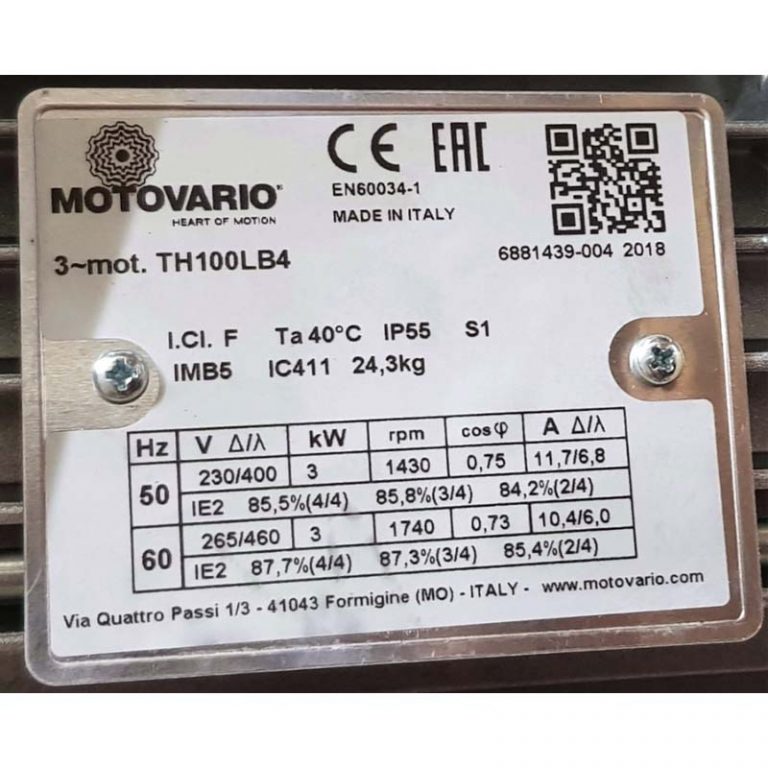 MOTOVARIO®
HEART OF MOTION
CE EAC
EN60034-1
MADE IN ITALY
6881439-004 2018
3~mot. TH100LB4
I.Cl. F Ta 40°C IP55 S1
IMB5 IC411 24,3kg
Hz V Δ/λ kW rpm cosφ A Δ/λ
50 230/400 3 1430 0,75 11,7/6,8
IE2 85,5%(4/4) 85,8%(3/4) 84,2%(2/4)
60 265/460 3 1740 0,73 10,4/6,0
IE2 87,7%(4/4) 87,3%(3/4) 85,4%(2/4)
Via Quattro Passi 1/3 - 41043 Formigine (MO) - ITALY - www.motovario.com